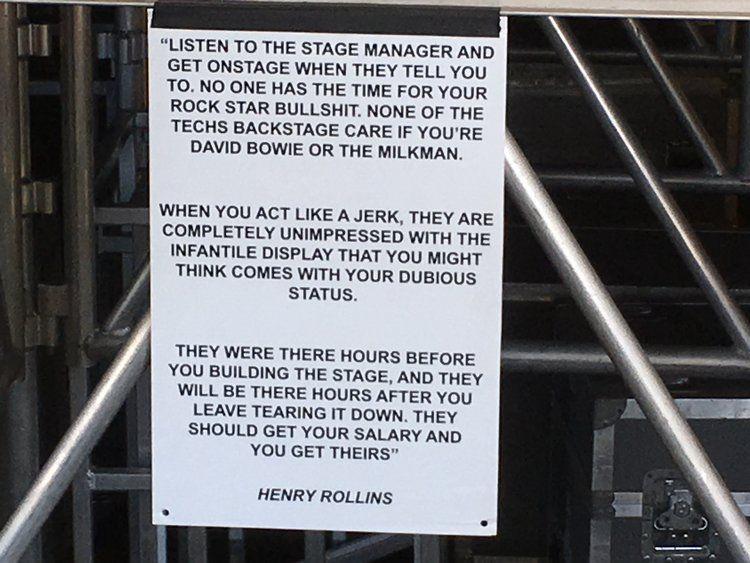 “LISTEN TO THE STAGE MANAGER AND
GET ONSTAGE WHEN THEY TELL YOU
TO. NO ONE HAS THE TIME FOR YOUR
ROCK STAR BULLSHIT. NONE OF THE
TECHS BACKSTAGE CARE IF YOU'RE
DAVID BOWIE OR THE MILKMAN.
WHEN YOU ACT LIKE A JERK, THEY ARE
COMPLETELY UNIMPRESSED WITH THE
INFANTILE DISPLAY THAT YOU MIGHT
THINK COMES WITH YOUR DUBIOUS
STATUS.
THEY WERE THERE HOURS BEFORE
YOU BUILDING THE STAGE, AND THEY
WILL BE THERE HOURS AFTER YOU
LEAVE TEARING IT DOWN. THEY
SHOULD GET YOUR SALARY AND
YOU GET THEIRS”
HENRY ROLLINS